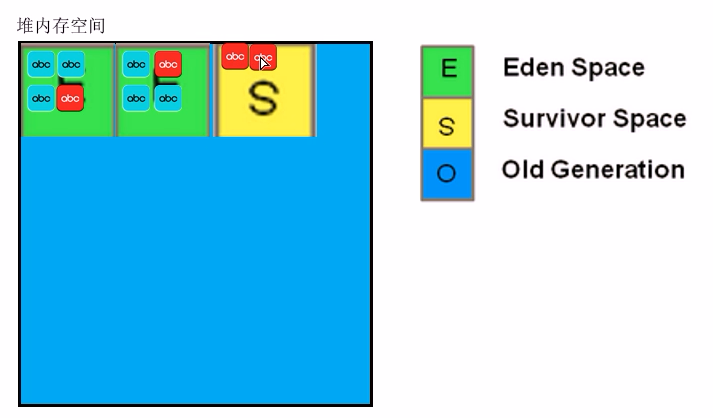 堆内存空间
abc abc abc abc abc abc
abc abc abc abc
S
E Eden Space
S Survivor Space
O Old Generation